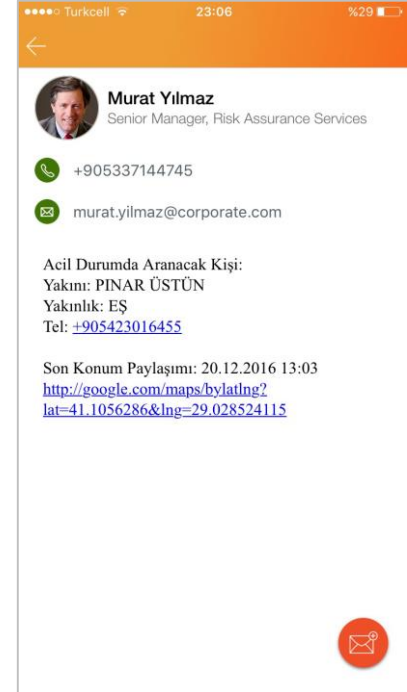 Turkcell 23:06 %29
Murat Yılmaz
Senior Manager, Risk Assurance Services
+905337144745
murat.yilmaz@corporate.com
Acil Durumda Aranacak Kişi:
Yakını: PINAR ÜSTÜN
Yakınlık: EŞ
Tel: +905423016455
Son Konum Paylaşımı: 20.12.2016 13:03
http://google.com/maps/bylatlng?
lat=41.1056286&lng=29.028524115